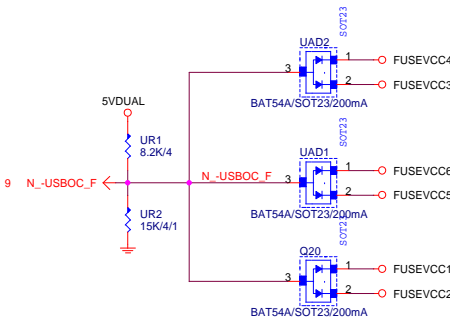 SOT23
UAD2
3
1
FUSEVCC4
2
FUSEVCC3
BAT54A/SOT23/200mA
5VDUAL
SOT23
UR1
8.2K/4
UAD1
9
N_-USBOC_F
N_-USBOC_F
3
1
FUSEVCC6
2
FUSEVCC5
UR2
15K/4/1
BAT54A/SOT23/200mA
SOT23
Q20
3
1
FUSEVCC1
2
FUSEVCC2
BAT54A/SOT23/200mA